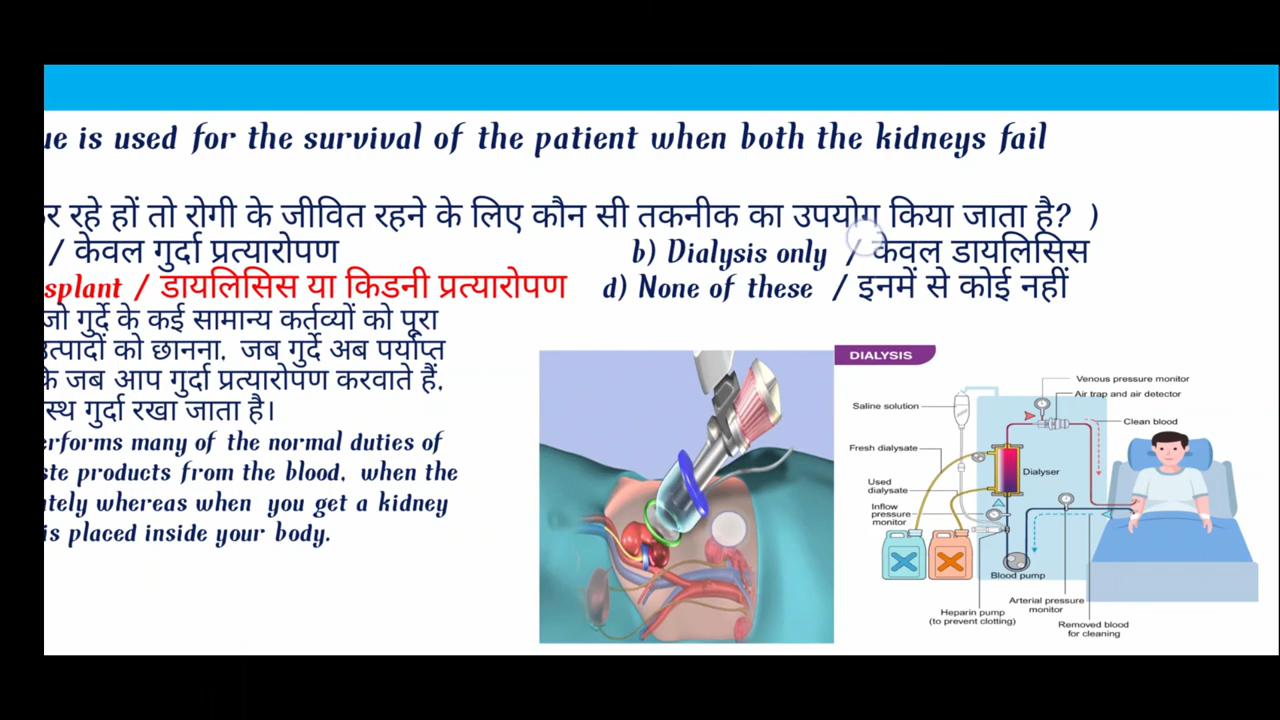 ue is used for the survival of the patient when both the kidneys fail
र रहे हों तो रोगी के जीवित रहने के लिए कौन सी तकनीक का उपयोग किया जाता है? )
/ केवल गुर्दा प्रत्यारोपण b) Dialysis only / केवल डायलिसिस
splant / डायलिसिस या किडनी प्रत्यारोपण d) None of these / इनमें से कोई नहीं
जो गुर्दे के कई सामान्य कर्तव्यों को पूरा
उत्पादों को छानना, जब गुर्दे अब पर्याप्त
के जब आप गुर्दा प्रत्यारोपण करवाते हैं,
स्थ गुर्दा रखा जाता है।
erforms many of the normal duties of
ste products from the blood, when the
tely whereas when you get a kidney
is placed inside your body.
DIALYSIS
Venous pressure monitor
Air trap and air detector
Saline solution
Clean blood
Fresh dialysate
Dialyser
Used
dialysate
Inflow
pressure
monitor
Blood pump
Arterial pressure
monitor
Heparin pump
(to prevent clotting)
Removed blood
for cleaning